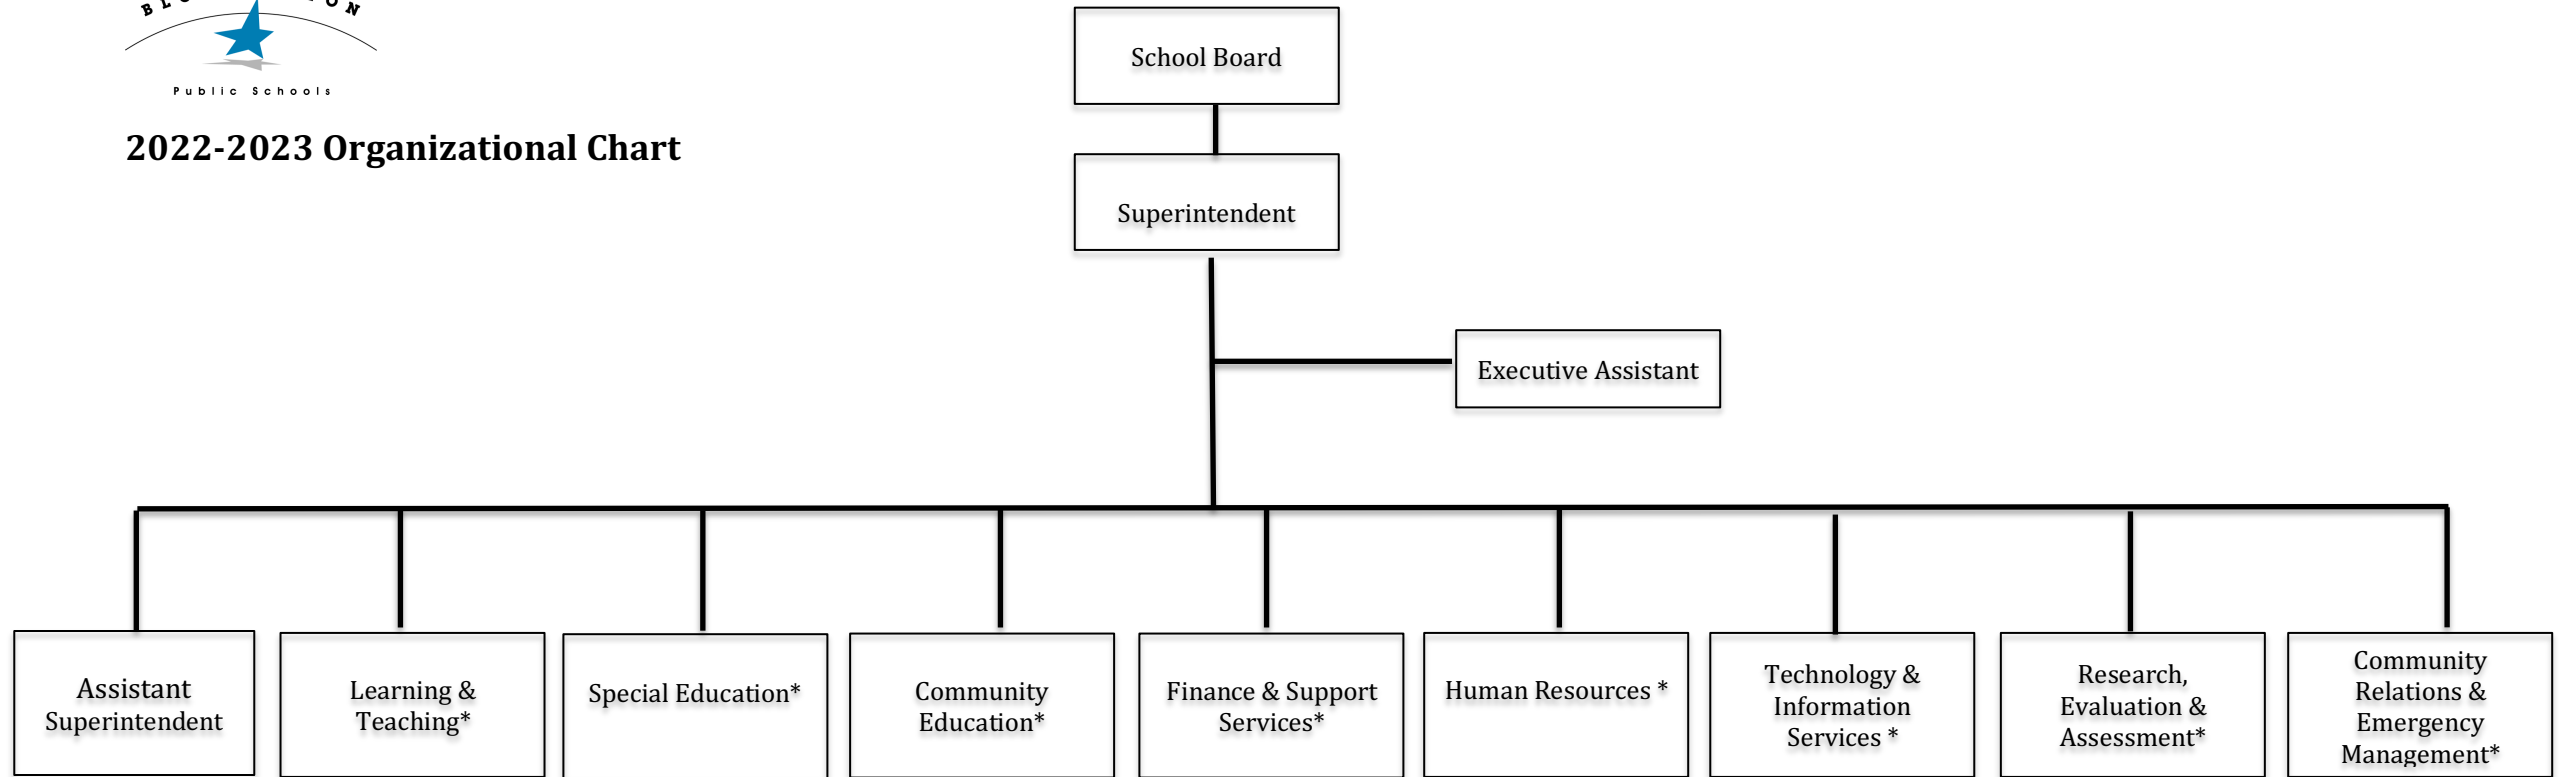 Public Schools
2022-2023 Organizational Chart
School Board
Superintendent
Executive Assistant
Assistant
Superintendent
Learning &
Teaching*
Special Education*
Community
Education*
Finance & Support
Services*
Human Resources *
Technology &
Information
Services *
Research,
Evaluation &
Assessment*
Community
Relations &
Emergency
Management*